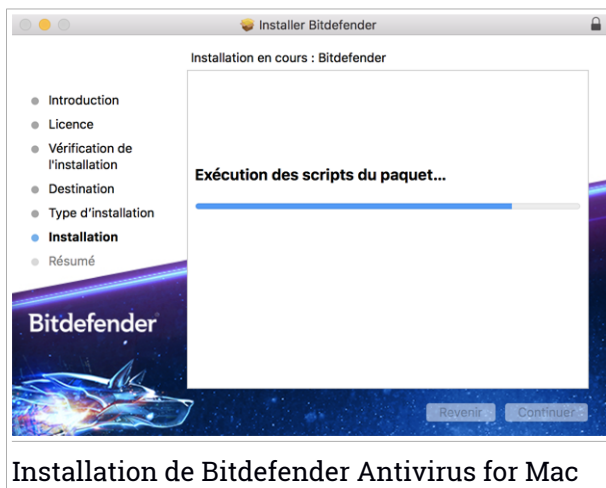 Installer Bitdefender
Installation en cours : Bitdefender
Introduction
Licence
Vérification de
l'installation
Destination
Type d'installation
Installation
Résumé
Exécution des scripts du paquet...
Bitdefender
Revenir
Continuer
Installation de Bitdefender Antivirus for Mac